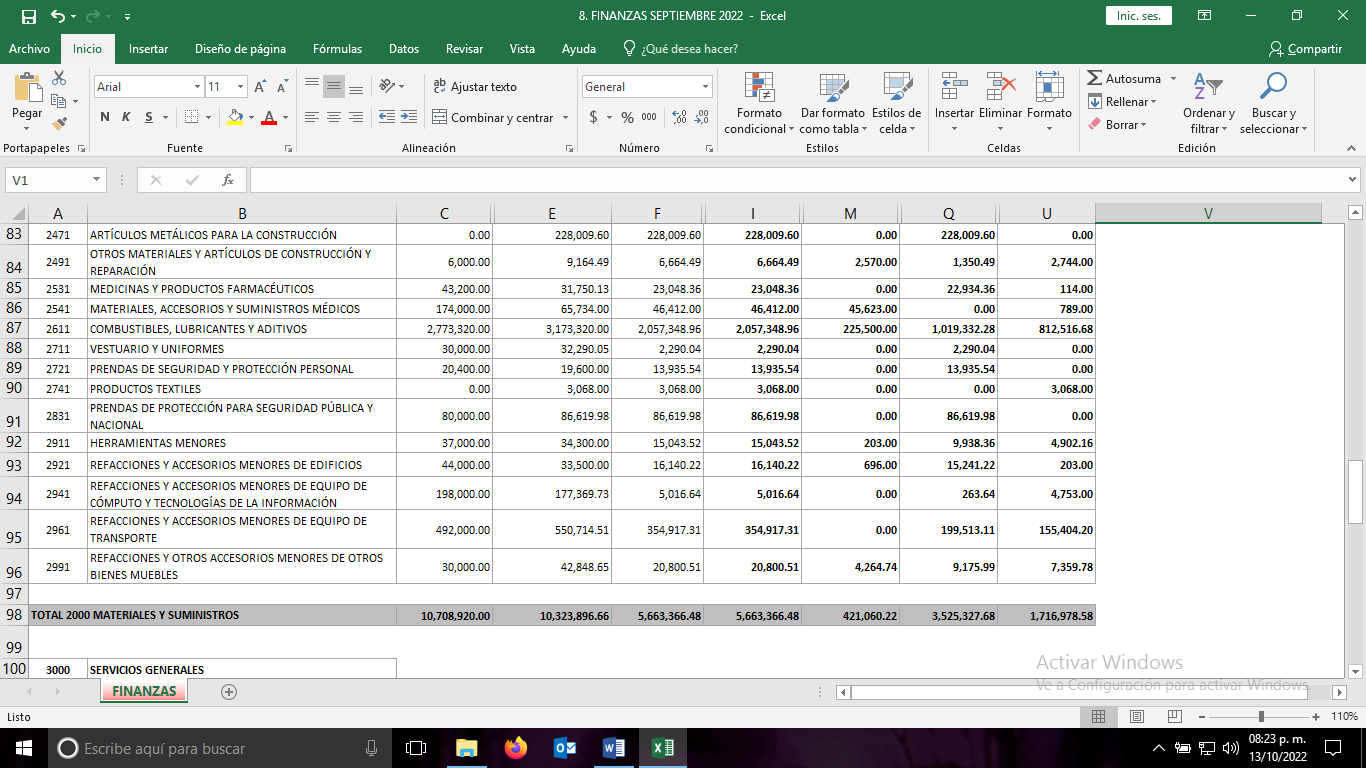 8. FINANZAS SEPTIEMBRE 2022 - Excel
Inic. ses.
Archivo Inicio Insertar Diseño de página Fórmulas Datos Revisar Vista Ayuda ¿Qué desea hacer? Compartir
Pegar
Portapapeles
Arial 11 A A
N K S A
Fuente
ab Ajustar texto
Combinar y centrar
Alineación
General
$ % 000
Número
Formato condicional
Dar formato como tabla
Estilos de celda
Estilos
Insertar Eliminar Formato
Celdas
Autosuma
Rellenar
Borrar
Ordenar y filtrar
Buscar y seleccionar
Edición
V1 fx
A B C E F I M Q U V
83 2471 ARTÍCULOS METÁLICOS PARA LA CONSTRUCCIÓN 0.00 228,009.60 228,009.60 228,009.60 0.00 228,009.60 0.00
84 2491 OTROS MATERIALES Y ARTÍCULOS DE CONSTRUCCIÓN Y REPARACIÓN 6,000.00 9,164.49 6,664.49 6,664.49 2,570.00 1,350.49 2,744.00
85 2531 MEDICINAS Y PRODUCTOS FARMACÉUTICOS 43,200.00 31,750.13 23,048.36 23,048.36 0.00 22,934.36 114.00
86 2541 MATERIALES, ACCESORIOS Y SUMINISTROS MÉDICOS 174,000.00 65,734.00 46,412.00 46,412.00 45,623.00 0.00 789.00
87 2611 COMBUSTIBLES, LUBRICANTES Y ADITIVOS 2,773,320.00 3,173,320.00 2,057,348.96 2,057,348.96 225,500.00 1,019,332.28 812,516.68
88 2711 VESTUARIO Y UNIFORMES 30,000.00 32,290.05 2,290.04 2,290.04 0.00 2,290.04 0.00
89 2721 PRENDAS DE SEGURIDAD Y PROTECCIÓN PERSONAL 20,400.00 19,600.00 13,935.54 13,935.54 0.00 13,935.54 0.00
90 2741 PRODUCTOS TEXTILES 0.00 3,068.00 3,068.00 3,068.00 0.00 0.00 3,068.00
91 2831 PRENDAS DE PROTECCIÓN PARA SEGURIDAD PÚBLICA Y NACIONAL 80,000.00 86,619.98 86,619.98 86,619.98 0.00 86,619.98 0.00
92 2911 HERRAMIENTAS MENORES 37,000.00 34,300.00 15,043.52 15,043.52 203.00 9,938.36 4,902.16
93 2921 REFACCIONES Y ACCESORIOS MENORES DE EDIFICIOS 44,000.00 33,500.00 16,140.22 16,140.22 696.00 15,241.22 203.00
94 2941 REFACCIONES Y ACCESORIOS MENORES DE EQUIPO DE CÓMPUTO Y TECNOLOGÍAS DE LA INFORMACIÓN 198,000.00 177,369.73 5,016.64 5,016.64 0.00 263.64 4,753.00
95 2961 REFACCIONES Y ACCESORIOS MENORES DE EQUIPO DE TRANSPORTE 492,000.00 550,714.51 354,917.31 354,917.31 0.00 199,513.11 155,404.20
96 2991 REFACCIONES Y OTROS ACCESORIOS MENORES DE OTROS BIENES MUEBLES 30,000.00 42,848.65 20,800.51 20,800.51 4,264.74 9,175.99 7,359.78
97
98 TOTAL 2000 MATERIALES Y SUMINISTROS 10,708,920.00 10,323,896.66 5,663,366.48 5,663,366.48 421,060.22 3,525,327.68 1,716,978.58
99
100 3000 SERVICIOS GENERALES
Activar Windows
Ve a Configuración para activar Windows.
FINANZAS
Listo 110%
Escribe aquí para buscar
08:23 p. m.
13/10/2022